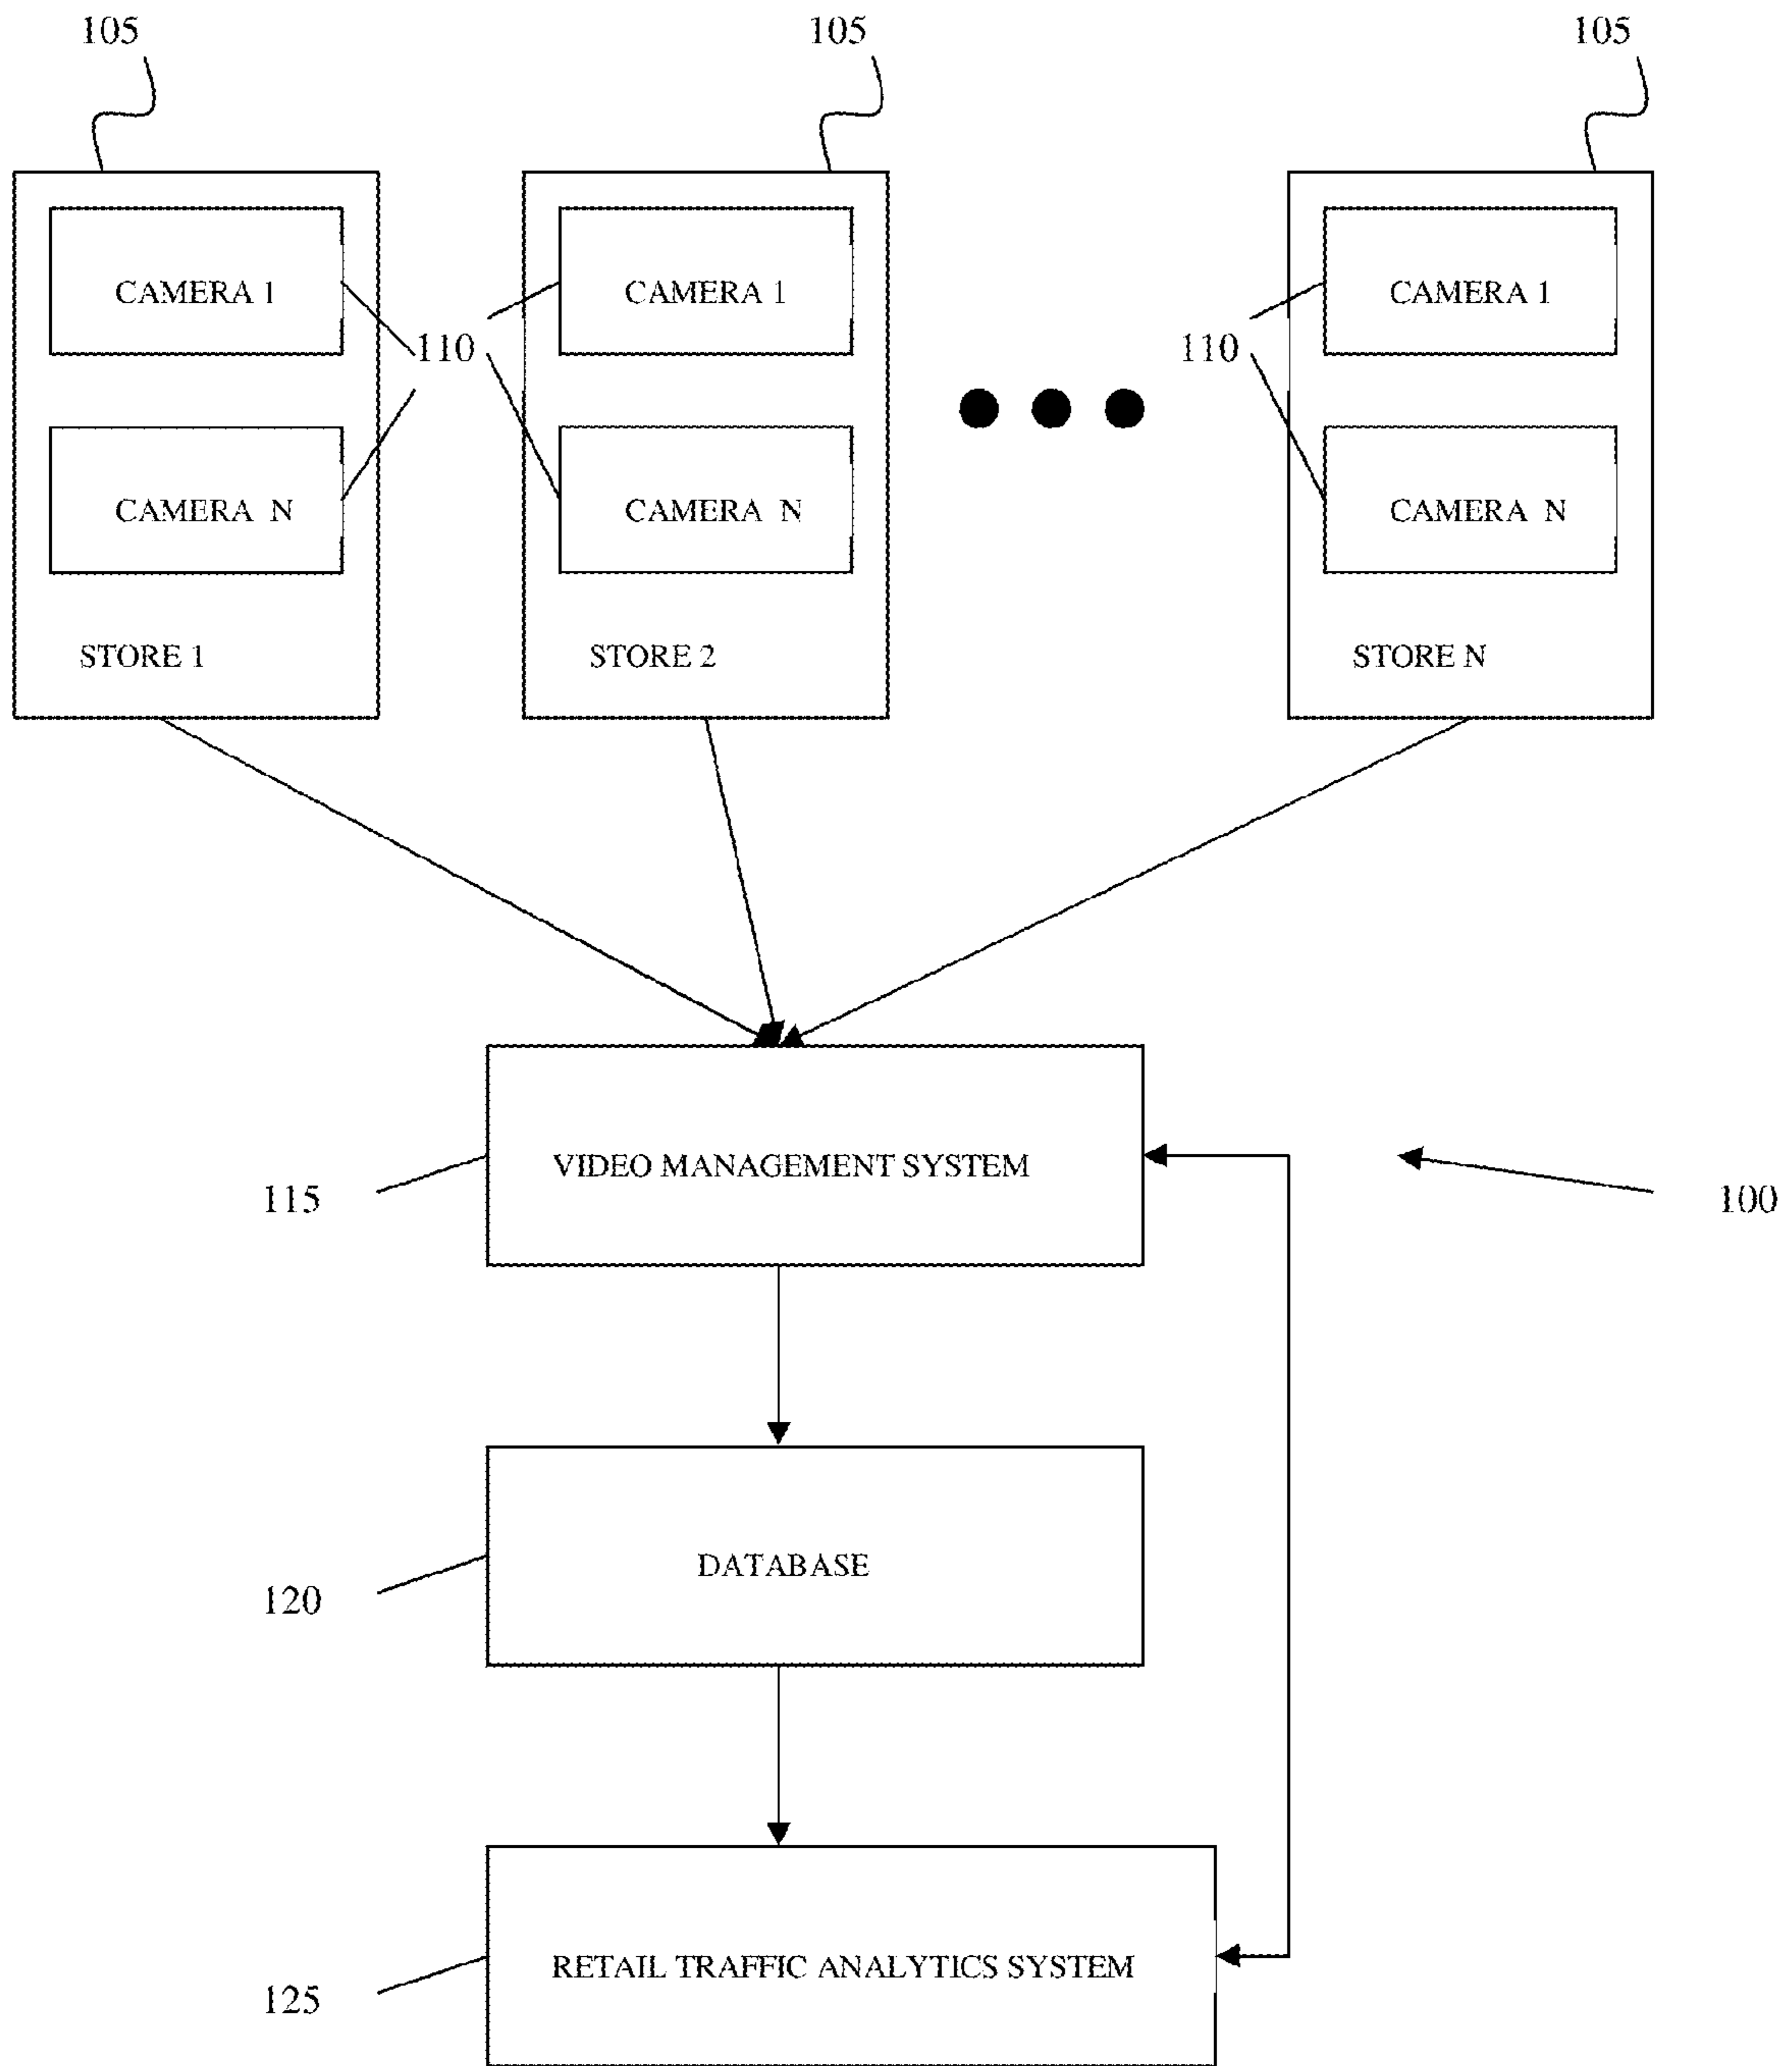 105
105
105
CAMERA 1
CAMERA 1
CAMERA 1
110
110
CAMERA N
CAMERA N
CAMERA N
STORE 1
STORE 2
STORE N
VIDEO MANAGEMENT SYSTEM
115
100
DATABASE
120
RETAIL TRAFFIC ANALYTICS SYSTEM
125